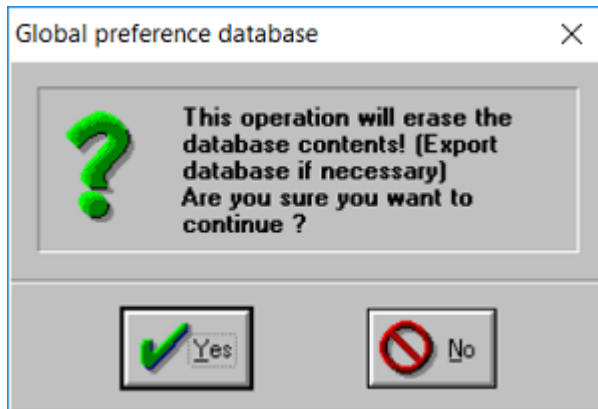 Global preference database
This operation will erase the
database contents! (Export
database if necessary)
Are you sure you want to
continue ?
Yes
No